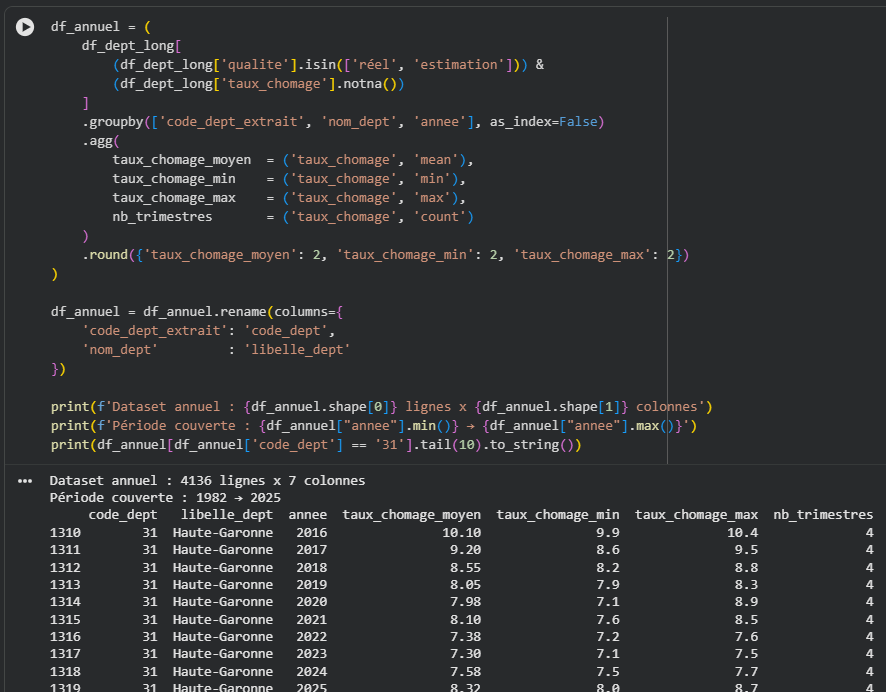 df_annuel = (
    df_dept_long[
        (df_dept_long['qualite'].isin(['réel', 'estimation'])) &
        (df_dept_long['taux_chomage'].notna())
    ]
    .groupby(['code_dept_extrait', 'nom_dept', 'annee'], as_index=False)
    .agg(
        taux_chomage_moyen  = ('taux_chomage', 'mean'),
        taux_chomage_min    = ('taux_chomage', 'min'),
        taux_chomage_max    = ('taux_chomage', 'max'),
        nb_trimestres       = ('taux_chomage', 'count')
    )
    .round({'taux_chomage_moyen': 2, 'taux_chomage_min': 2, 'taux_chomage_max': 2})
)
df_annuel = df_annuel.rename(columns={
    'code_dept_extrait': 'code_dept',
    'nom_dept'         : 'libelle_dept'
})
print(f'Dataset annuel : {df_annuel.shape[0]} lignes x {df_annuel.shape[1]} colonnes')
print(f'Période couverte : {df_annuel["annee"].min()} → {df_annuel["annee"].max()}')
print(df_annuel[df_annuel['code_dept'] == '31'].tail(10).to_string())
Dataset annuel : 4136 lignes x 7 colonnes
Période couverte : 1982 → 2025
     code_dept   libelle_dept  annee  taux_chomage_moyen  taux_chomage_min  taux_chomage_max  nb_trimestres
1310        31  Haute-Garonne   2016               10.10               9.9              10.4              4
1311        31  Haute-Garonne   2017                9.20               8.6               9.5              4
1312        31  Haute-Garonne   2018                8.55               8.2               8.8              4
1313        31  Haute-Garonne   2019                8.05               7.9               8.3              4
1314        31  Haute-Garonne   2020                7.98               7.1               8.9              4
1315        31  Haute-Garonne   2021                8.10               7.6               8.5              4
1316        31  Haute-Garonne   2022                7.38               7.2               7.6              4
1317        31  Haute-Garonne   2023                7.30               7.1               7.5              4
1318        31  Haute-Garonne   2024                7.58               7.5               7.7              4
1319        31  Haute-Garonne   2025                8.32               8.0               8.7              4